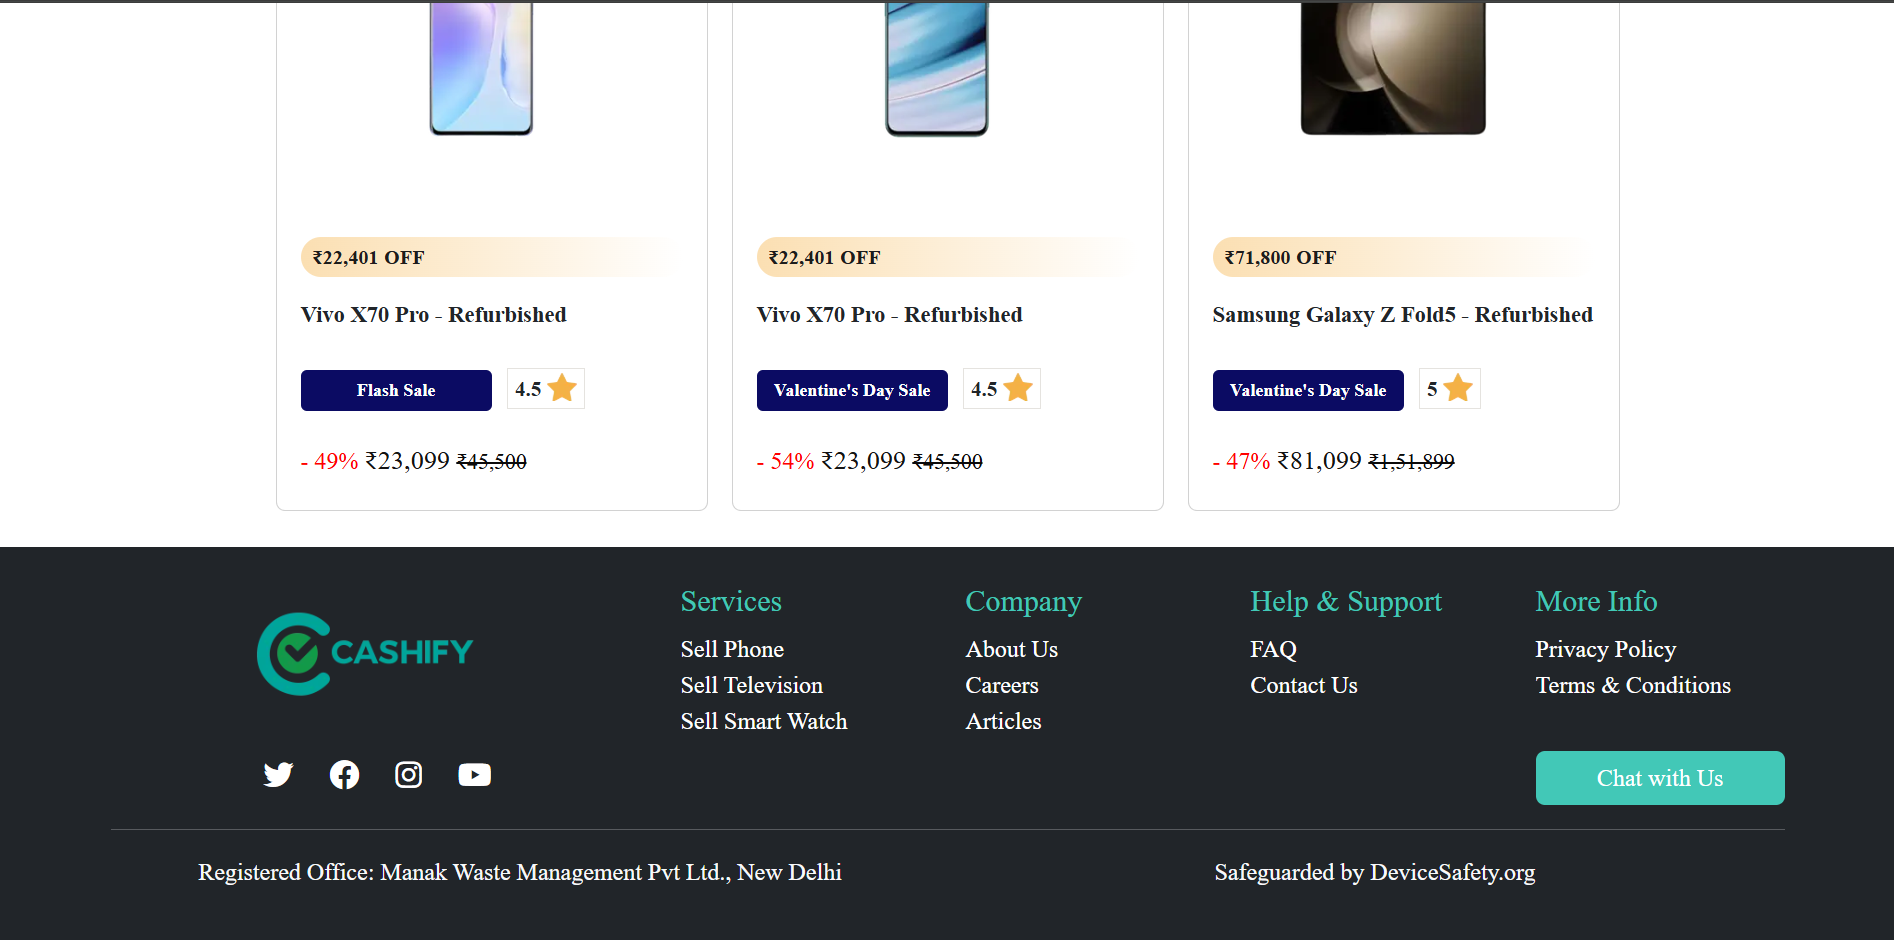 ₹22,401 OFF
Vivo X70 Pro - Refurbished
Flash Sale 4.5
- 49% ₹23,099 ₹45,500
₹22,401 OFF
Vivo X70 Pro - Refurbished
Valentine's Day Sale 4.5
- 54% ₹23,099 ₹45,500
₹71,800 OFF
Samsung Galaxy Z Fold5 - Refurbished
Valentine's Day Sale 5
- 47% ₹81,099 ₹1,51,899
CASHIFY
Services
Sell Phone
Sell Television
Sell Smart Watch
Company
About Us
Careers
Articles
Help & Support
FAQ
Contact Us
More Info
Privacy Policy
Terms & Conditions
Chat with Us
Registered Office: Manak Waste Management Pvt Ltd., New Delhi
Safeguarded by DeviceSafety.org